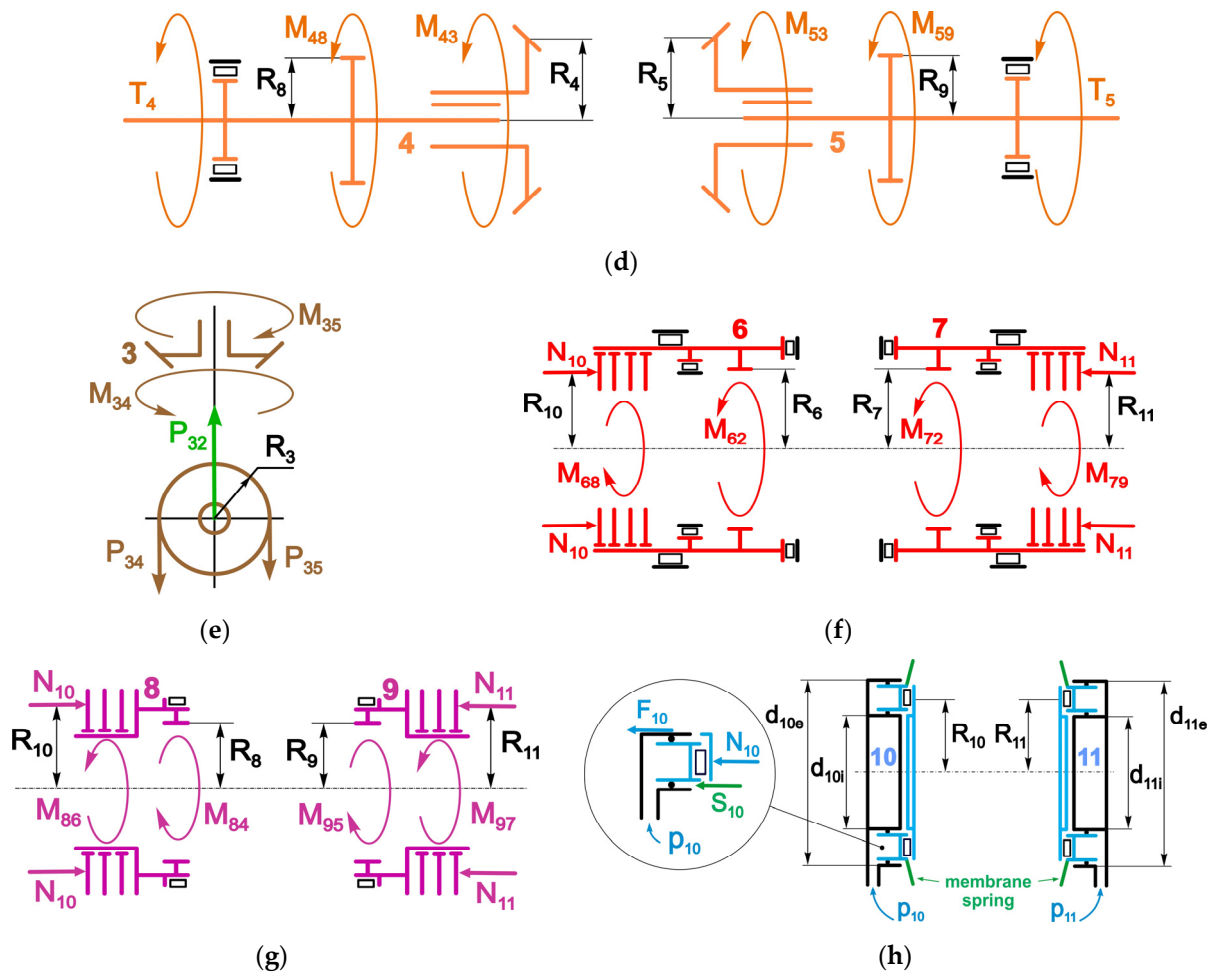 T4 M48 R8 M43 R4 4
R5 M53 M59 R9 T5 5
(d)
M35
3
M34
P32
R3
P34 P35
(e)
N10 6 7 N11
R10 R6 R7 R11
M62 M72
M68 M79
N10 N11
(f)
N10 8 9 N11
R10 R8 R9 R11
M86 M84 M95 M97
N10 N11
(g)
F10
N10
S10
p10
d10e
d10i
10
R10 R11
11
d11i
d11e
membrane
spring
p10 p11
(h)